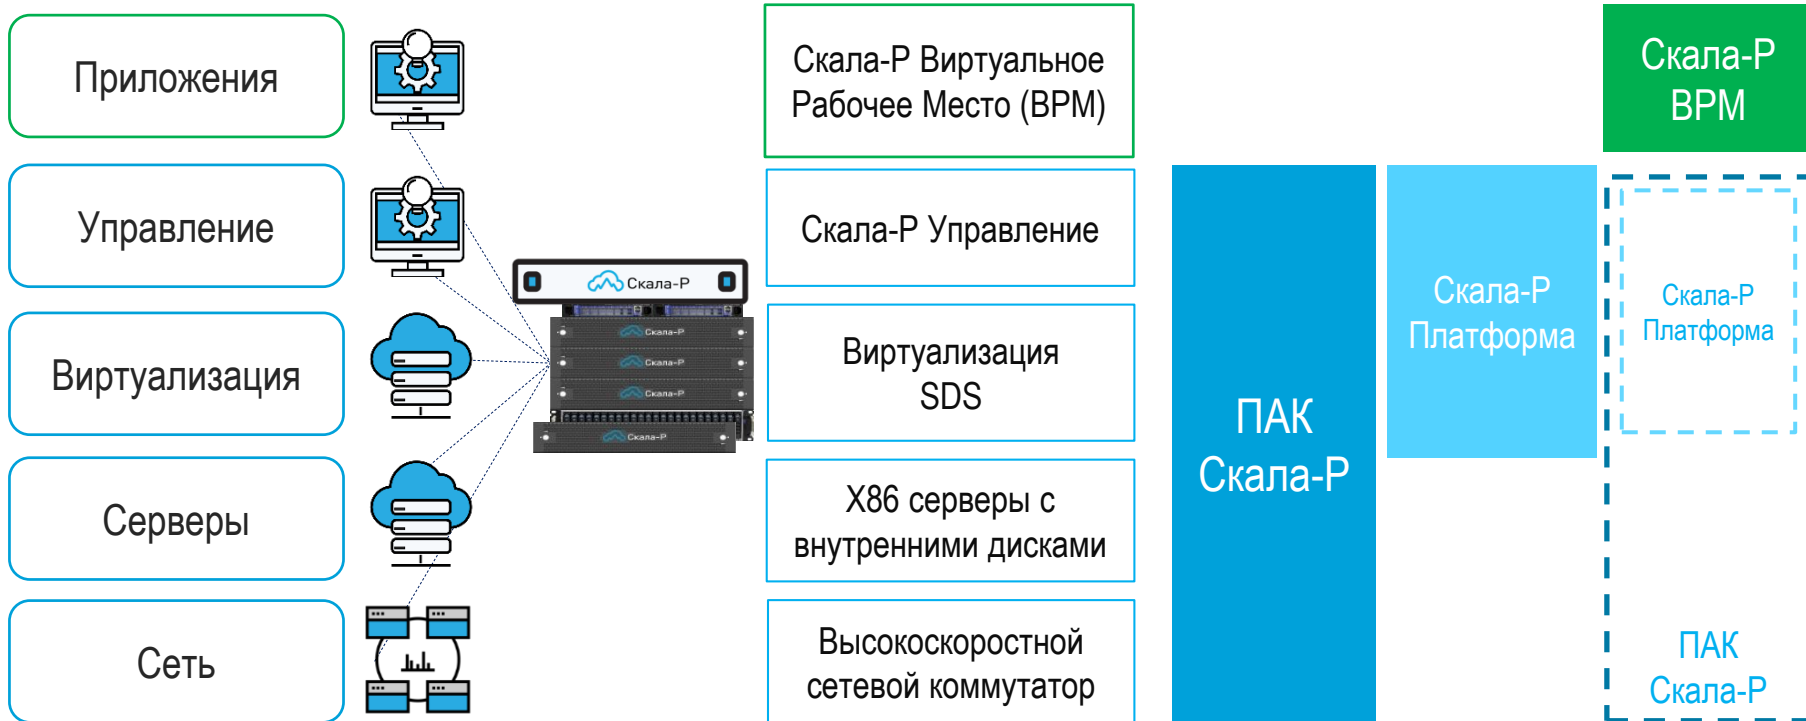 Приложения
Управление
Виртуализация
Серверы
Сеть
Скала-Р
Скала-Р
Скала-Р
Скала-Р
Скала-Р
Скала-Р Виртуальное
Рабочее Место (ВРМ)
Скала-Р Управление
Виртуализация
SDS
X86 серверы с
внутренними дисками
Высокоскоростной
сетевой коммутатор
ПАК
Скала-Р
Скала-Р
Платформа
Скала-Р
ВРМ
Скала-Р
Платформа
ПАК
Скала-Р